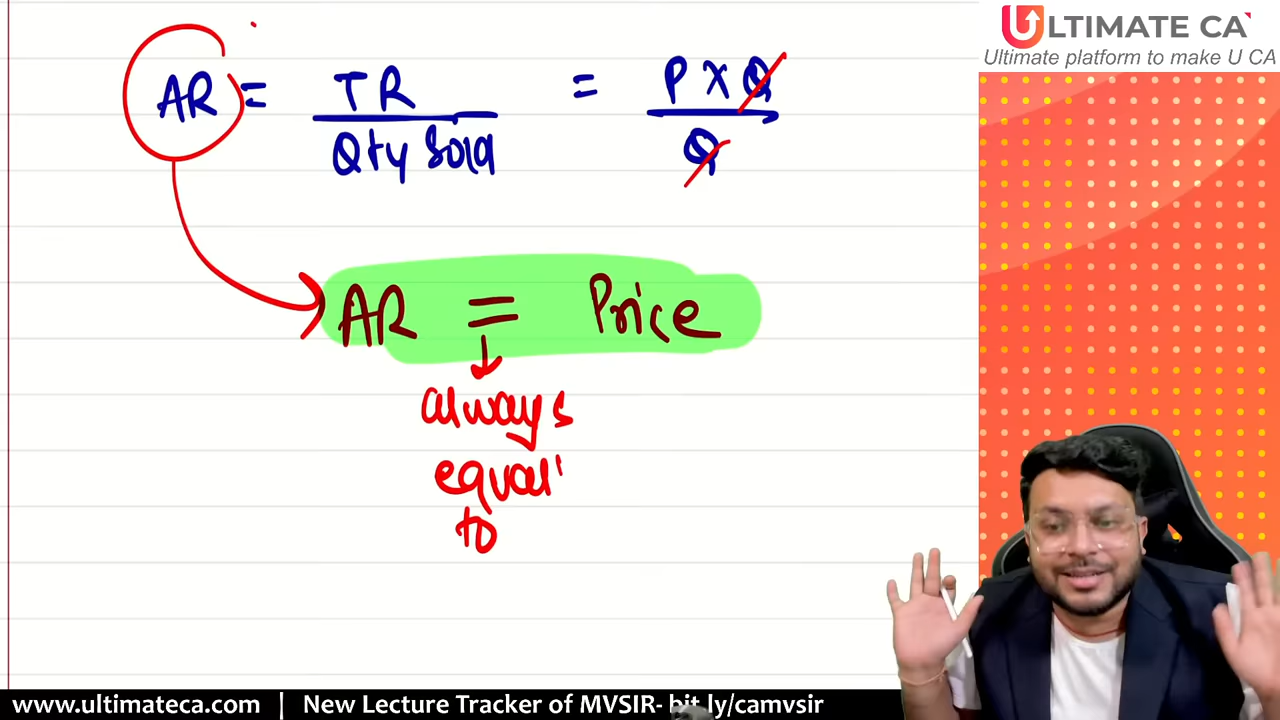 ULTIMATE CA
Ultimate platform to make U CA
AR = TR / Qty Sold = P X Q / Q
AR = Price
always
equal
to
www.ultimateca.com | New Lecture Tracker of MVSIR- bit ly/camvsir